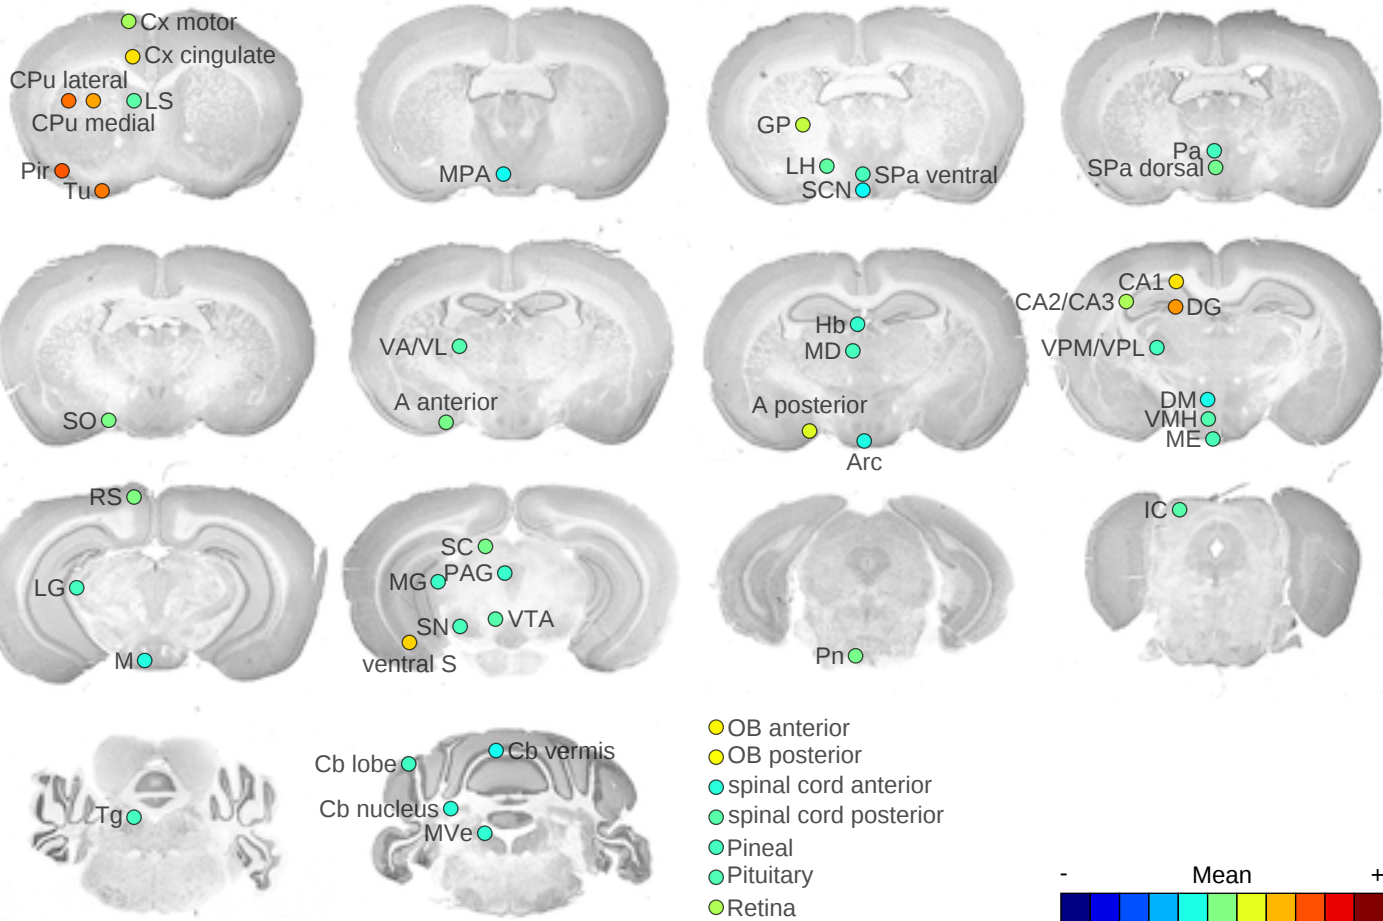 Cx motor
Cx cingulate
CPu lateral
LS
CPu medial
Pir
Tu
MPA
GP
LH
SPa ventral
SCN
Pa
SPa dorsal
SO
VA/VL
A anterior
Hb
MD
A posterior
Arc
CA1
CA2/CA3
DG
VPM/VPL
DM
VMH
ME
RS
LG
M
SC
MG
PAG
SN
VTA
ventral S
Pn
IC
Tg
Cb lobe
Cb vermis
Cb nucleus
MVe
OB anterior
OB posterior
spinal cord anterior
spinal cord posterior
Pineal
Pituitary
Retina
- Mean +